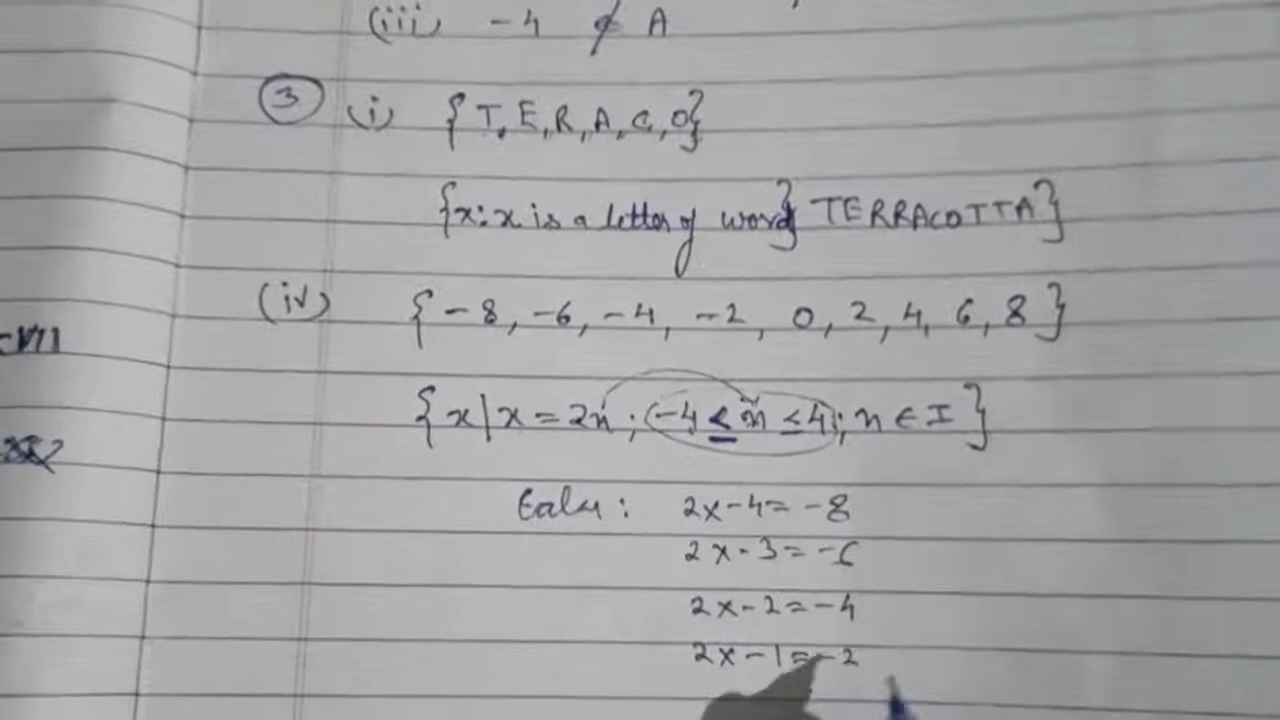 (iii) -4 ∉ A
3 (i) {T, E, R, A, C, O}
{x : x is a letter of word} TERRACOTTA}
(iv) {-8, -6, -4, -2, 0, 2, 4, 6, 8}
{x | x = 2n ; (-4 ≤ n ≤ 4) ; n ∈ I}
2x-4 = -8
2x-3 = -6
2x-2 = -4
2x-1 = -2